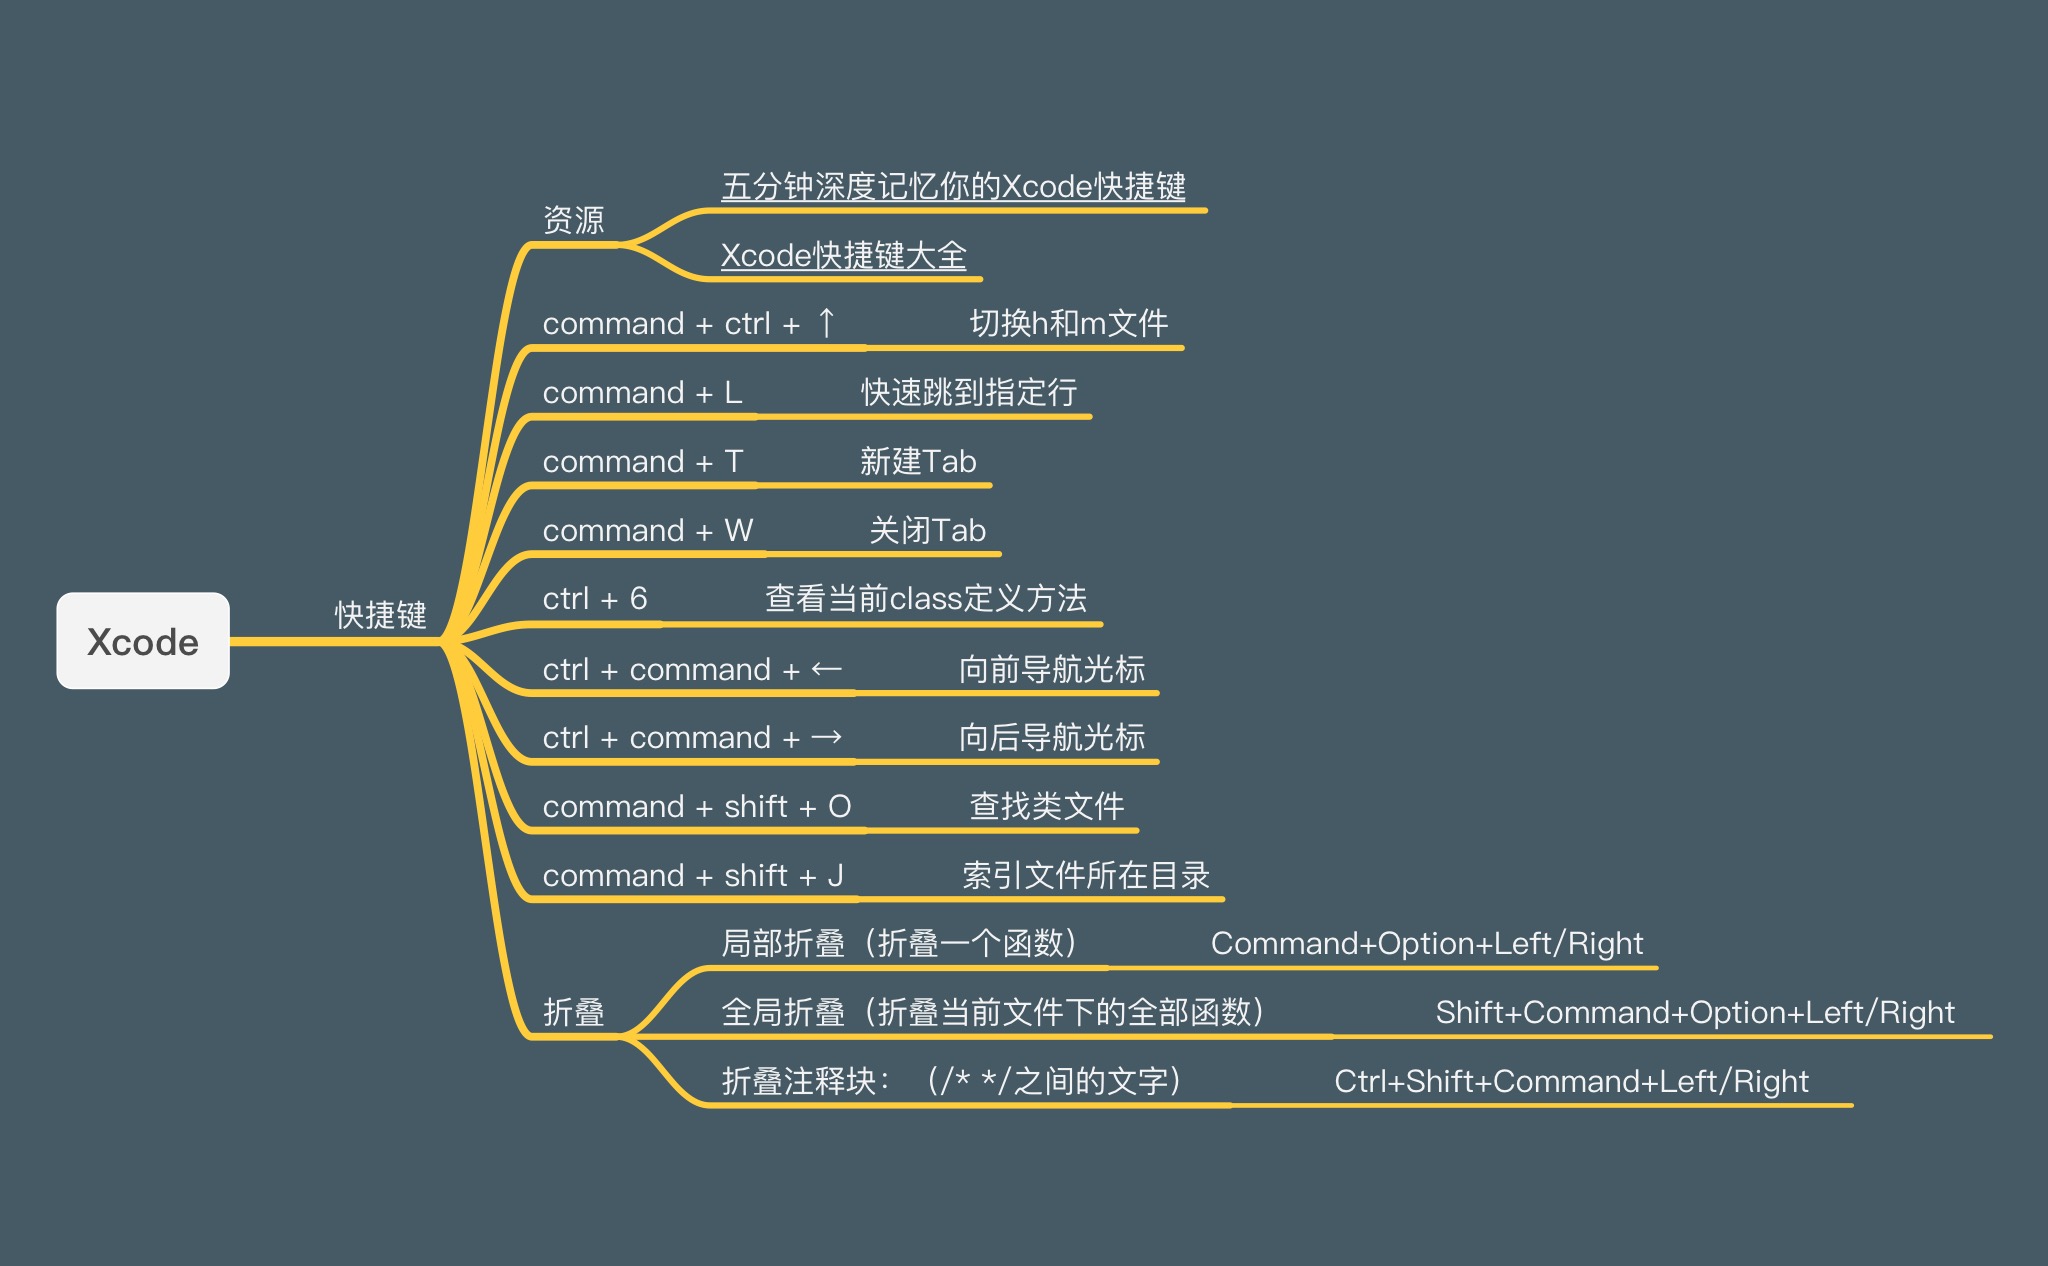 Xcode
快捷键
资源
五分钟深度记忆你的Xcode快捷键
Xcode快捷键大全
command + ctrl + ↑ 切换h和m文件
command + L 快速跳到指定行
command + T 新建Tab
command + W 关闭Tab
ctrl + 6 查看当前class定义方法
ctrl + command + ← 向前导航光标
ctrl + command + → 向后导航光标
command + shift + O 查找类文件
command + shift + J 索引文件所在目录
折叠
局部折叠（折叠一个函数） Command+Option+Left/Right
全局折叠（折叠当前文件下的全部函数） Shift+Command+Option+Left/Right
折叠注释块：（/* */之间的文字） Ctrl+Shift+Command+Left/Right